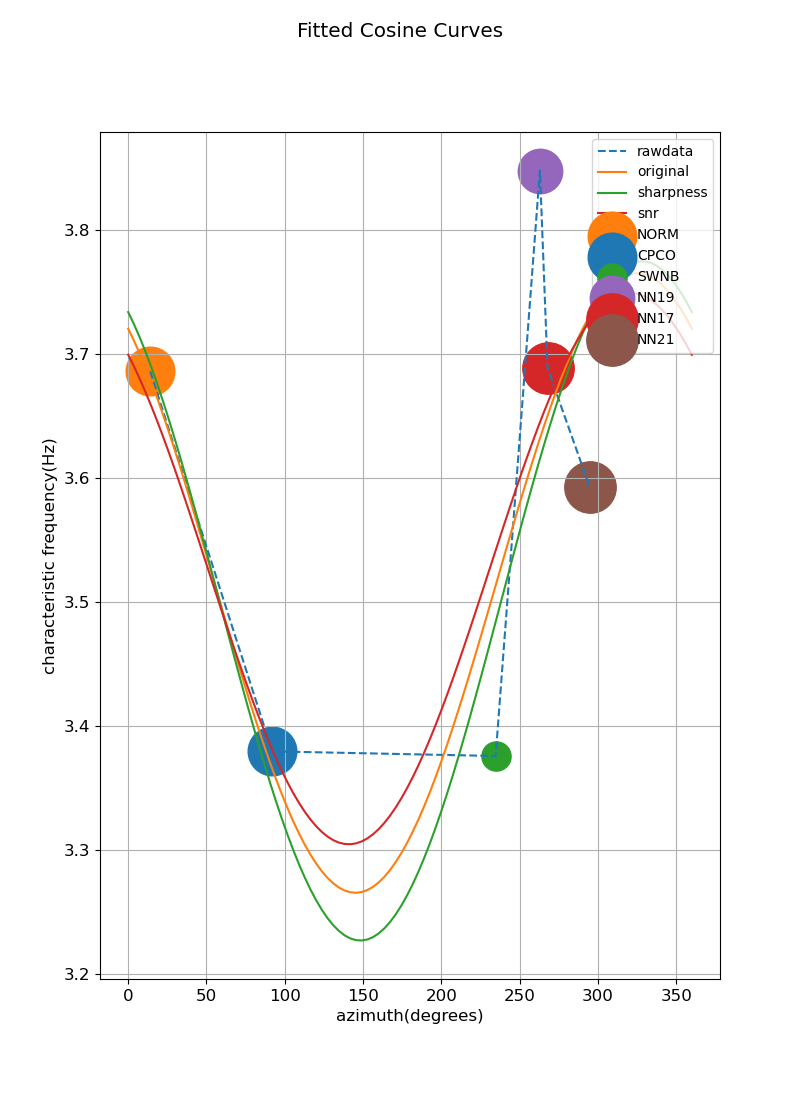 Fitted Cosine Curves
rawdata
original
sharpness
snr
NORM
CPCO
SWNB
NN19
NN17
NN21
3.8
3.7
3.6
3.5
3.4
3.3
3.2
characteristic frequency(Hz)
0 50 100 150 200 250 300 350
azimuth(degrees)